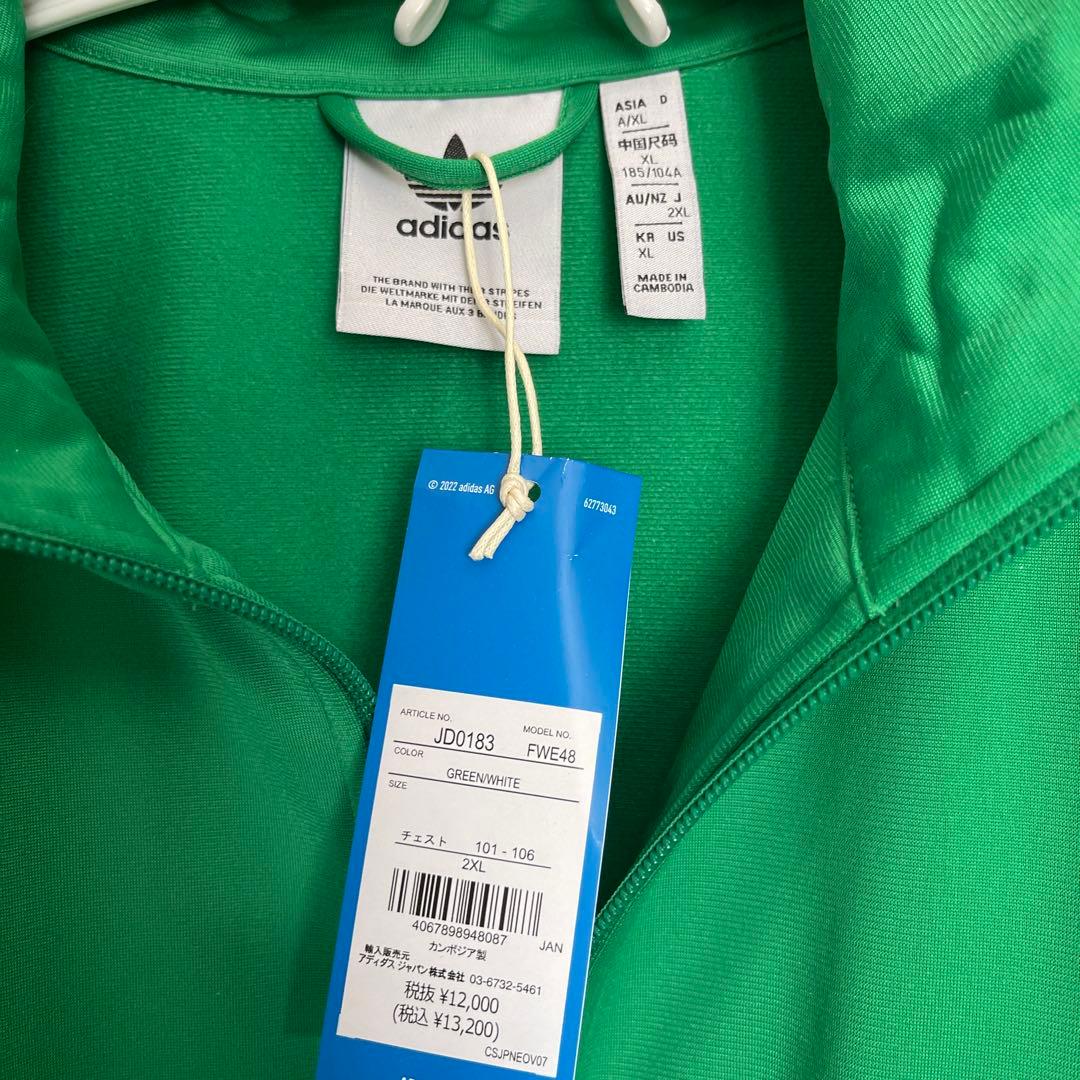 adidas
THE BRAND WITH THE 3 STRIPES
DIE WELTMARKE MIT DEN 3 STREIFEN
LA MARQUE AUX 3 BANDES
ASIA D
A/XL
中国尺码
XL
185/104A
AU/NZ J
2XL
KR US
XL
MADE IN
CAMBODIA
© 2022 adidas AG
62773043
ARTICLE NO. MODEL NO.
JD0183 FWE48
COLOR
GREEN/WHITE
SIZE
チェスト 101 - 106
2XL
4067898948087 JAN
カンボジア製
輸入販売元
アディダス ジャパン株式会社 03-6732-5461
税抜 ¥12,000
(税込 ¥13,200)
CSJPNEOV07